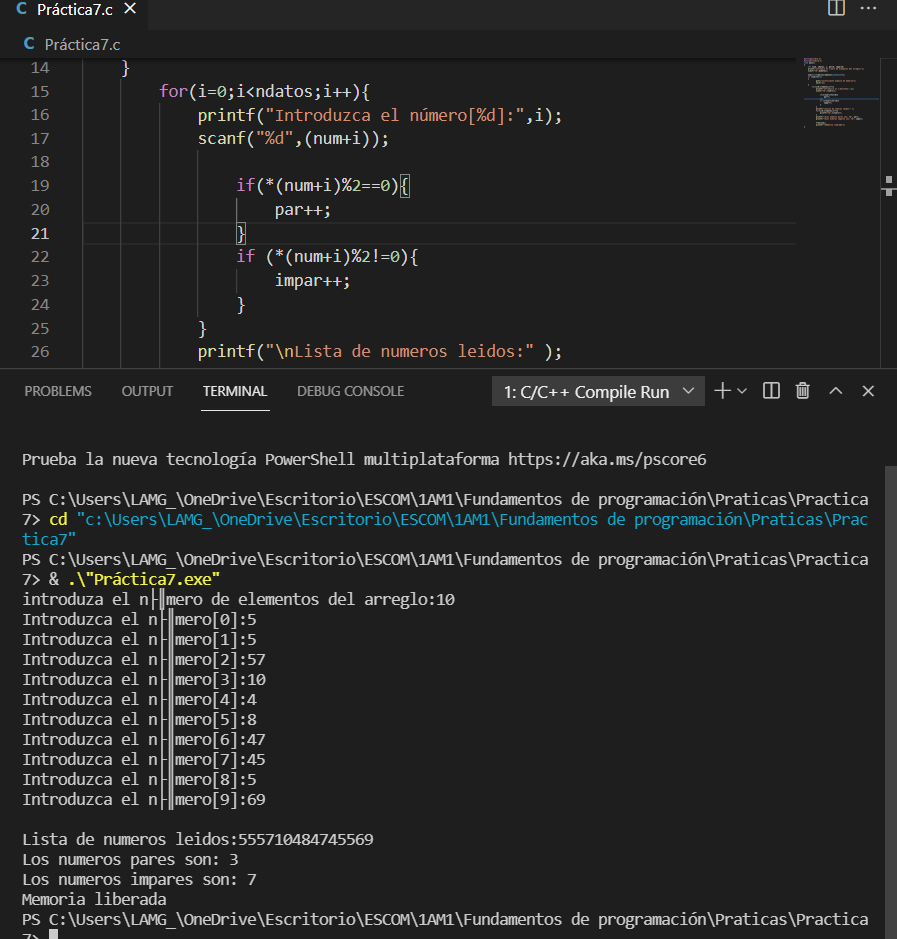 C Práctica7.c ✕ ...
C Práctica7.c
14 }
15 for(i=0;i<ndatos;i++){
16 printf("Introduzca el número[%d]:",i);
17 scanf("%d",(num+i));
18
19 if(*(num+i)%2==0){
20 par++;
21 }
22 if (*(num+i)%2!=0){
23 impar++;
24 }
25 }
26 printf("\nLista de numeros leidos:" );
PROBLEMS OUTPUT TERMINAL DEBUG CONSOLE 1: C/C++ Compile Run
Prueba la nueva tecnología PowerShell multiplataforma https://aka.ms/pscore6
PS C:\Users\LAMG_\OneDrive\Escritorio\ESCOM\1AM1\Fundamentos de programación\Praticas\Practica
7> cd "c:\Users\LAMG_\OneDrive\Escritorio\ESCOM\1AM1\Fundamentos de programación\Praticas\Prac
tica7"
PS C:\Users\LAMG_\OneDrive\Escritorio\ESCOM\1AM1\Fundamentos de programación\Praticas\Practica
7> & .\"Práctica7.exe"
introduza el n├║mero de elementos del arreglo:10
Introduzca el n├║mero[0]:5
Introduzca el n├║mero[1]:5
Introduzca el n├║mero[2]:57
Introduzca el n├║mero[3]:10
Introduzca el n├║mero[4]:4
Introduzca el n├║mero[5]:8
Introduzca el n├║mero[6]:47
Introduzca el n├║mero[7]:45
Introduzca el n├║mero[8]:5
Introduzca el n├║mero[9]:69
Lista de numeros leidos:555710484745569
Los numeros pares son: 3
Los numeros impares son: 7
Memoria liberada
PS C:\Users\LAMG_\OneDrive\Escritorio\ESCOM\1AM1\Fundamentos de programación\Praticas\Practica
7>